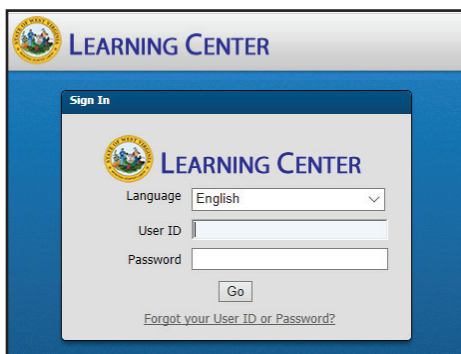 LEARNING CENTER
Sign In
LEARNING CENTER
Language English
User ID
Password
Go
Forgot your User ID or Password?